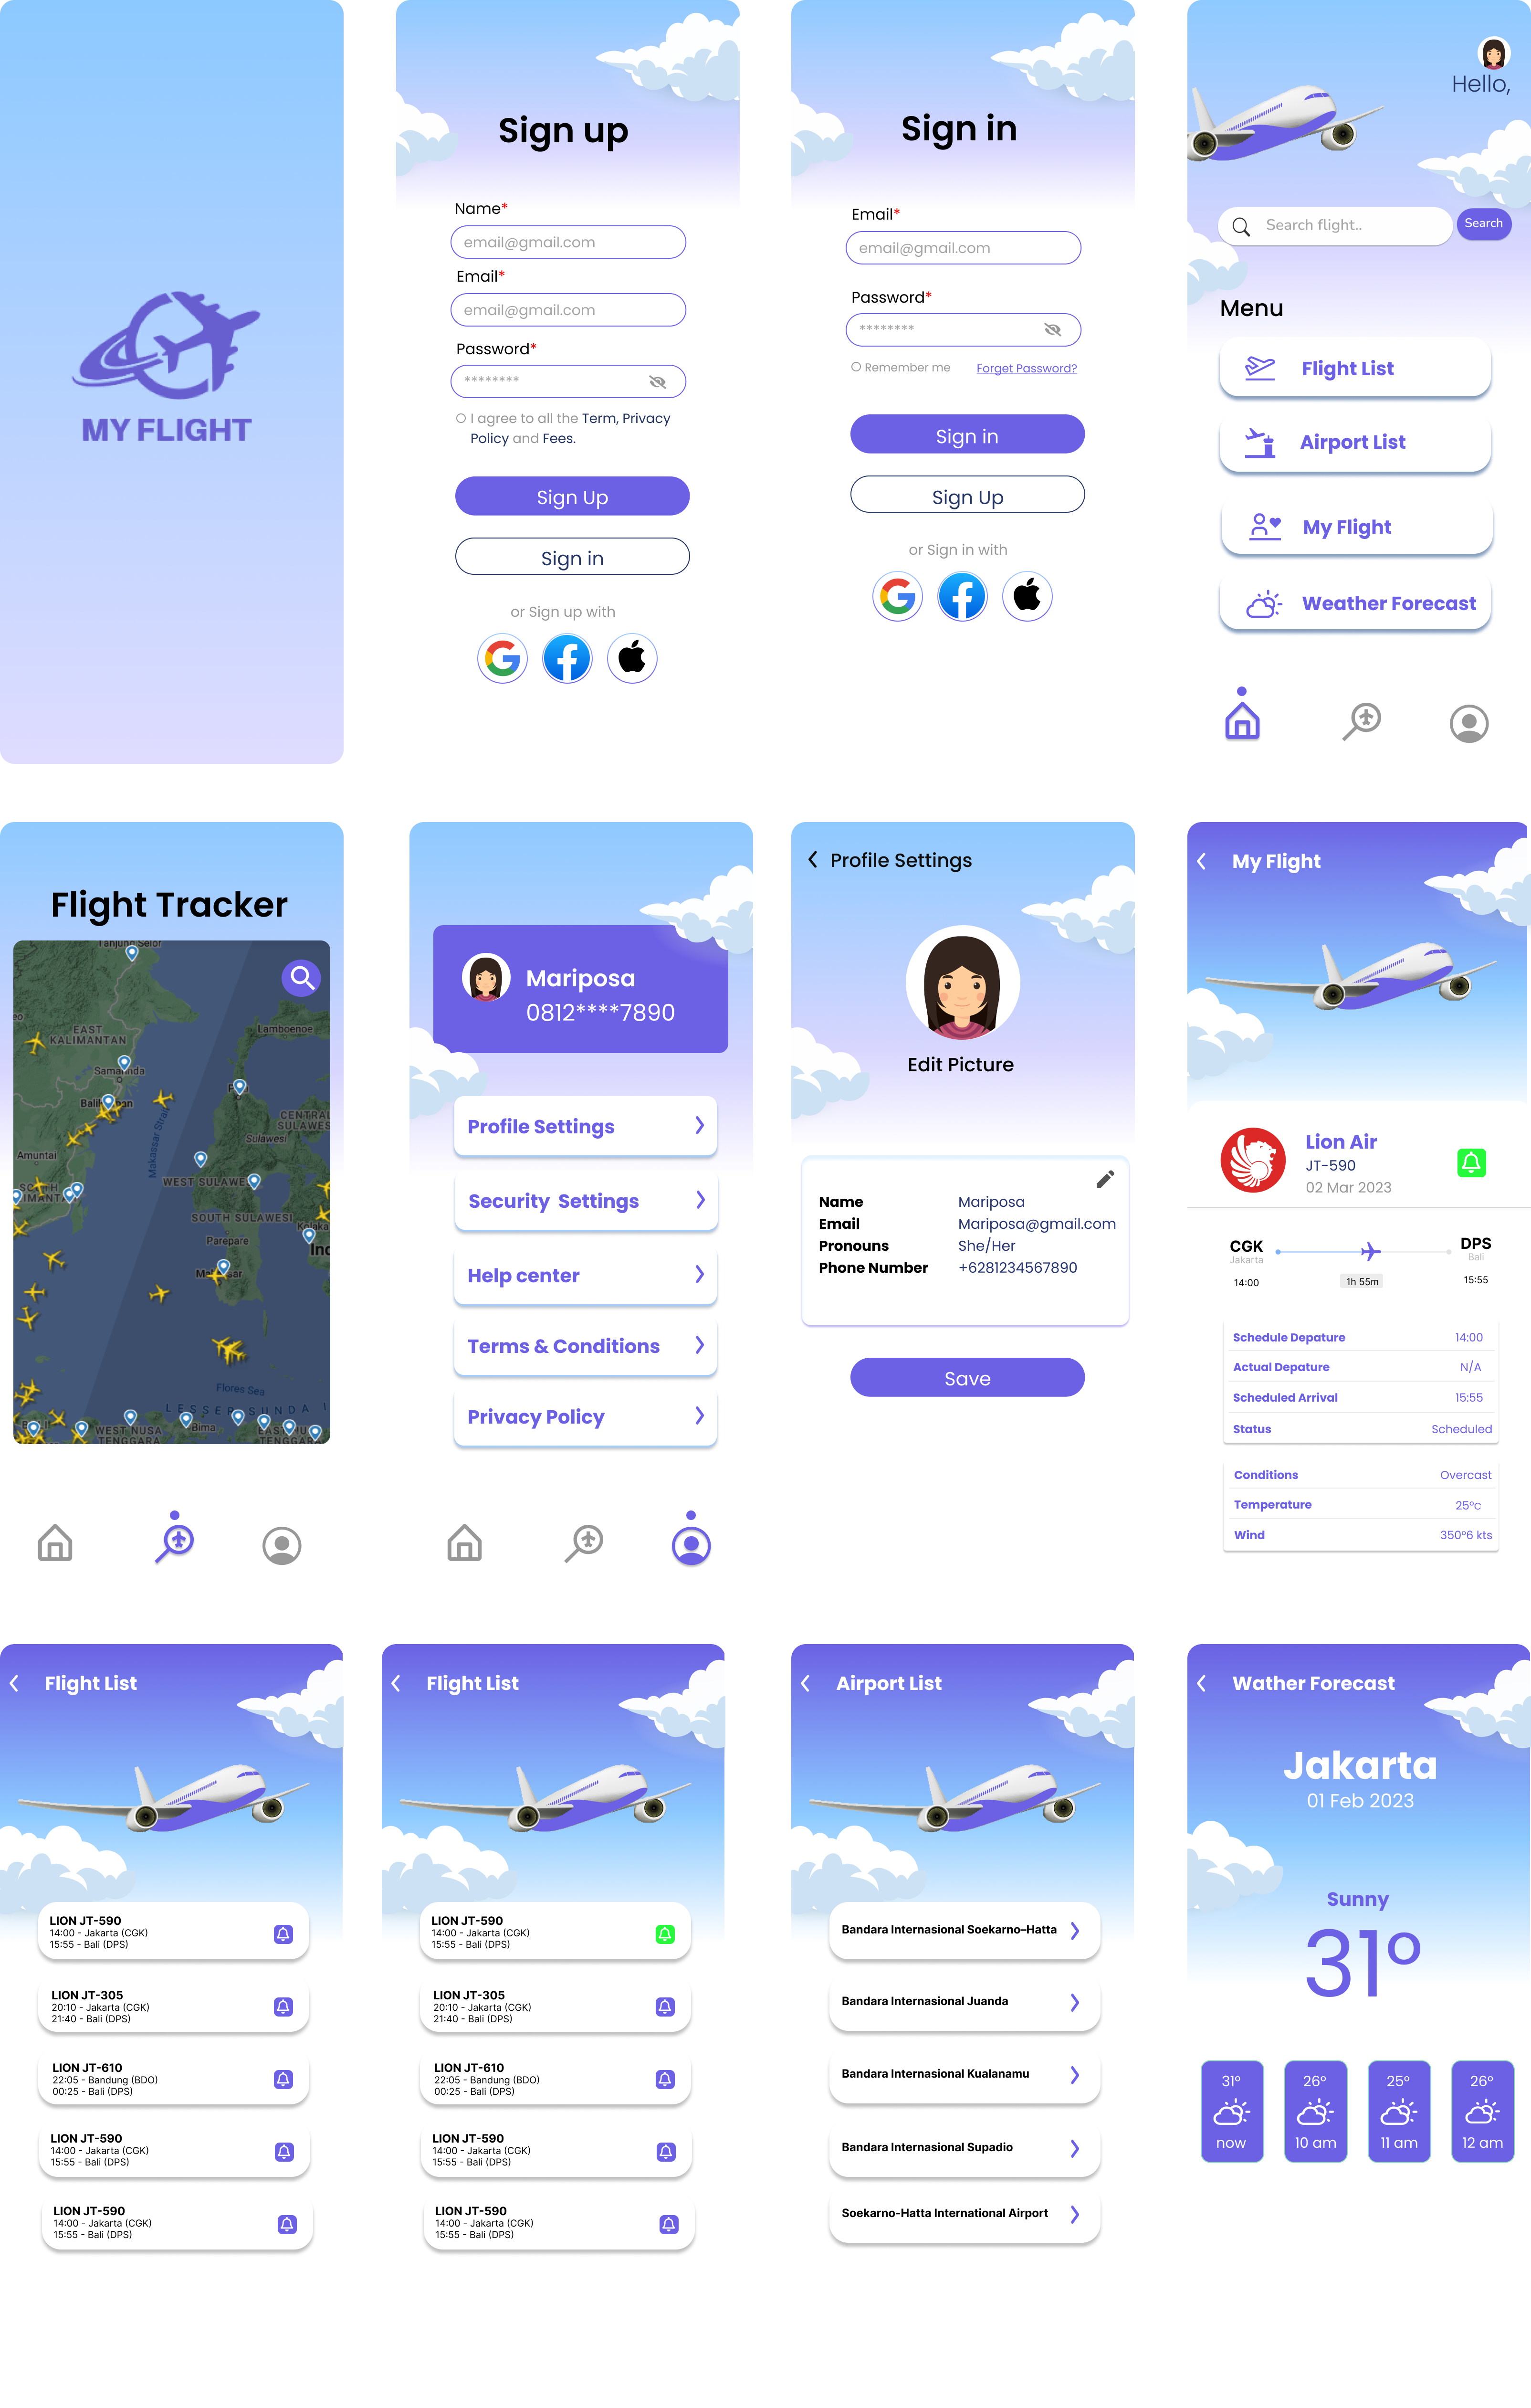 MY FLIGHT
Sign up
Name*
email@gmail.com
Email*
email@gmail.com
Password*
********
I agree to all the Term, Privacy
Policy and Fees.
Sign Up
Sign in
or Sign up with
Sign in
Email*
email@gmail.com
Password*
********
Remember me
Forget Password?
Sign in
Sign Up
or Sign in with
Hello,
Search flight..
Search
Menu
Flight List
Airport List
My Flight
Weather Forecast
Flight Tracker
Tanjung Selor
EAST
KALIMANTAN
Lamboenoe
Samarinda
CENTRAL
SULAWES
Sulawesi
Makassar Strait
Amuntai
WEST SULAWE
SOUTH SULAWESI
Kolaka
Parepare
Flores Sea
LESSER SUNDA I
Bima
WEST NUSA
TENGGARA
TENGGARA
Mariposa
0812****7890
Profile Settings
Security Settings
Help center
Terms & Conditions
Privacy Policy
Profile Settings
Edit Picture
Name Mariposa
Email Mariposa@gmail.com
Pronouns She/Her
Phone Number +6281234567890
Save
My Flight
Lion Air
JT-590
02 Mar 2023
CGK
Jakarta
14:00
1h 55m
DPS
Bali
15:55
Schedule Depature 14:00
Actual Depature N/A
Scheduled Arrival 15:55
Status Scheduled
Conditions Overcast
Temperature 25°C
Wind 350°6 kts
Flight List
LION JT-590
14:00 - Jakarta (CGK)
15:55 - Bali (DPS)
LION JT-305
20:10 - Jakarta (CGK)
21:40 - Bali (DPS)
LION JT-610
22:05 - Bandung (BDO)
00:25 - Bali (DPS)
LION JT-590
14:00 - Jakarta (CGK)
15:55 - Bali (DPS)
LION JT-590
14:00 - Jakarta (CGK)
15:55 - Bali (DPS)
Flight List
LION JT-590
14:00 - Jakarta (CGK)
15:55 - Bali (DPS)
LION JT-305
20:10 - Jakarta (CGK)
21:40 - Bali (DPS)
LION JT-610
22:05 - Bandung (BDO)
00:25 - Bali (DPS)
LION JT-590
14:00 - Jakarta (CGK)
15:55 - Bali (DPS)
LION JT-590
14:00 - Jakarta (CGK)
15:55 - Bali (DPS)
Airport List
Bandara Internasional Soekarno–Hatta
Bandara Internasional Juanda
Bandara Internasional Kualanamu
Bandara Internasional Supadio
Soekarno-Hatta International Airport
Wather Forecast
Jakarta
01 Feb 2023
Sunny
31°
31°
now
26°
10 am
25°
11 am
26°
12 am